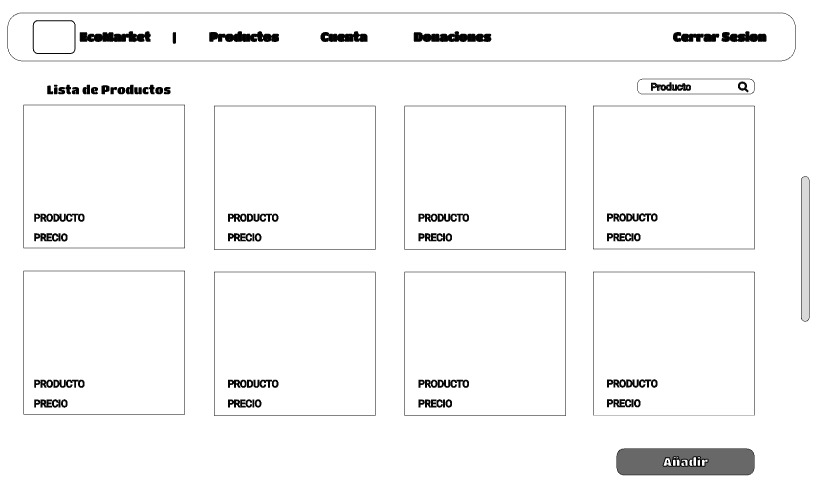 EcoMarket | Productos Cuenta Donaciones Cerrar Sesion
Lista de Productos
Producto
PRODUCTO PRODUCTO PRODUCTO PRODUCTO
PRECIO PRECIO PRECIO PRECIO
PRODUCTO PRODUCTO PRODUCTO PRODUCTO
PRECIO PRECIO PRECIO PRECIO
Añadir